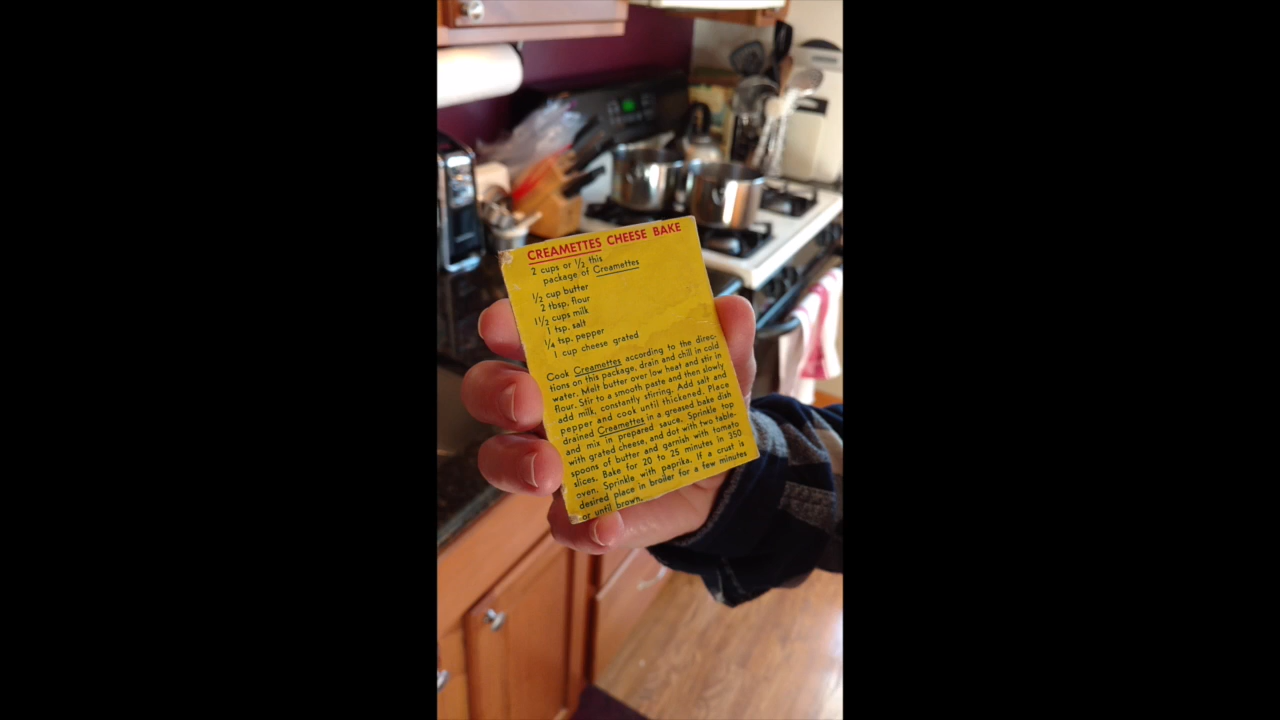 CREAMETTES CHEESE BAKE
2 cups or 1/2 this
package of Creamettes
1/2 cup butter
2 tbsp. flour
1 1/2 cups milk
1 tsp. salt
1/4 tsp. pepper
1 cup cheese grated
Cook Creamettes according to the direc-
tions on this package, drain and chill in cold
water. Melt butter over low heat and stir in
flour. Stir to a smooth paste and then slowly
add milk, constantly stirring. Add salt and
pepper and cook until thickened. Place
drained Creamettes in a greased bake dish
and mix in prepared sauce. Sprinkle top
with grated cheese, and dot with two table-
spoons of butter and garnish with tomato
slices. Bake for 20 to 25 minutes in 350
oven. Sprinkle with paprika. If a crust is
desired place in broiler for a few minutes
or until brown.